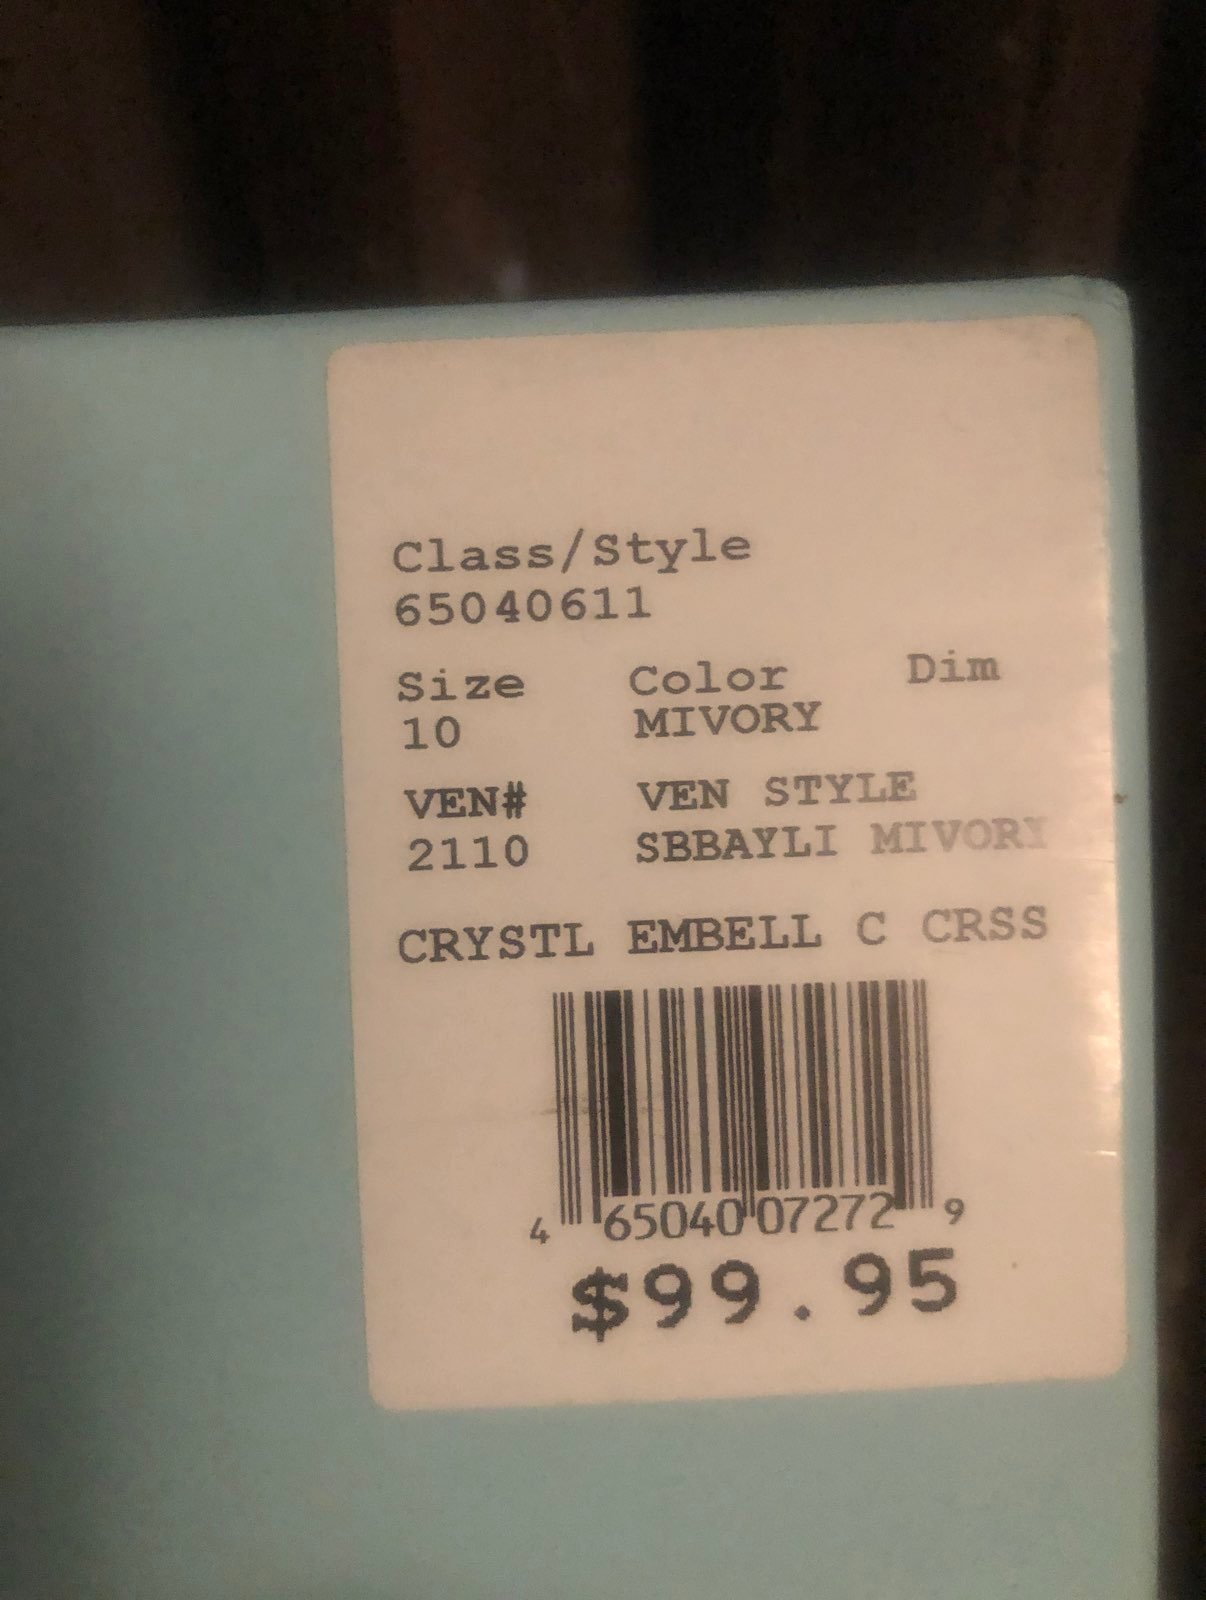 Class/Style
65040611
Size Color Dim
10 MIVORY
VEN# VEN STYLE
2110 SBBAYLI MIVORY
CRYSTL EMBELL C CRSS
4 65040 07272 9
$99.95